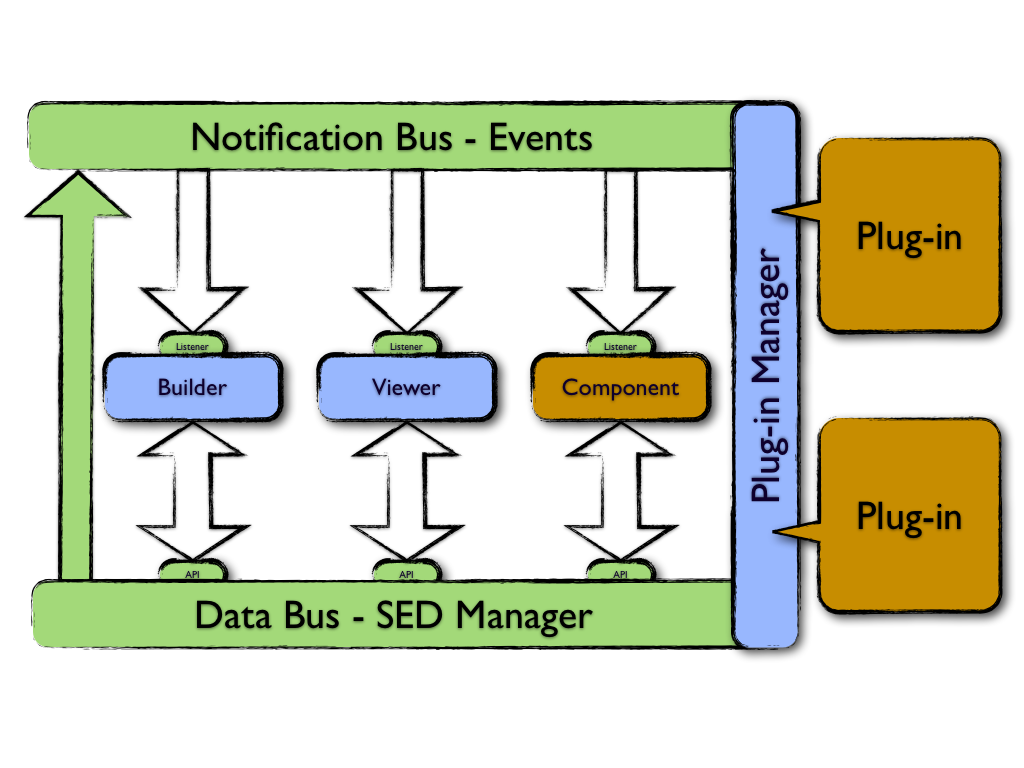 Notification Bus - Events
Plug-in
Plug-in Manager
Listener
Listener
Listener
Builder
Viewer
Component
Plug-in
API
API
API
Data Bus - SED Manager